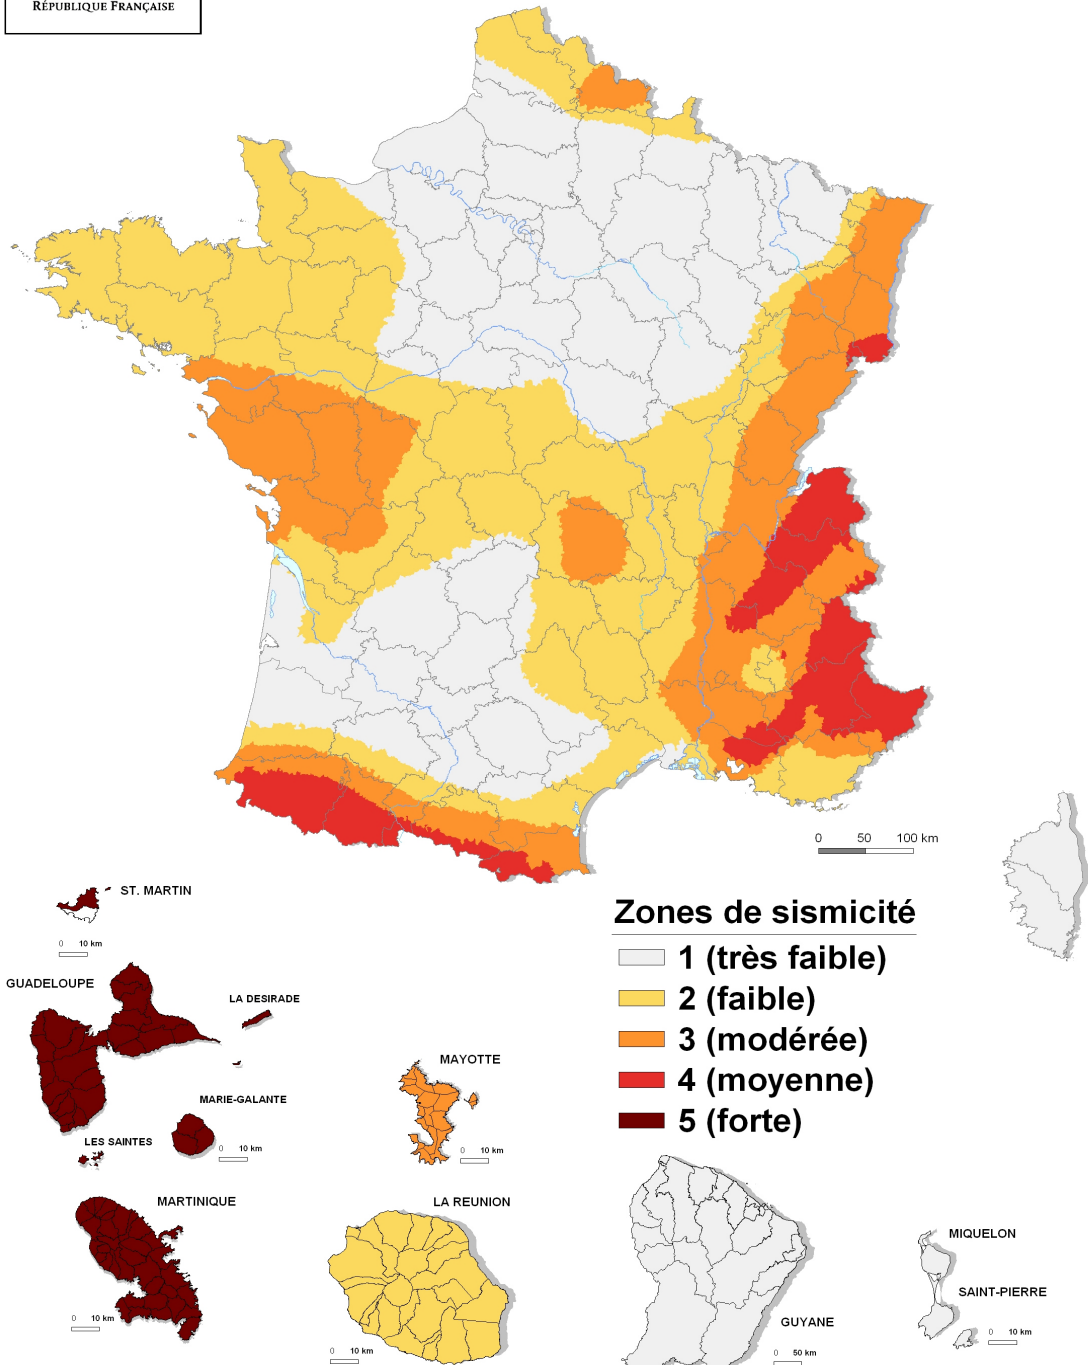 RÉPUBLIQUE FRANÇAISE
0 50 100 km
ST. MARTIN
0 10 km
Zones de sismicité
1 (très faible)
2 (faible)
3 (modérée)
4 (moyenne)
5 (forte)
GUADELOUPE
LA DESIRADE
MARIE-GALANTE
0 10 km
LES SAINTES
MAYOTTE
0 10 km
MARTINIQUE
0 10 km
LA REUNION
0 10 km
GUYANE
0 50 km
MIQUELON
SAINT-PIERRE
0 10 km